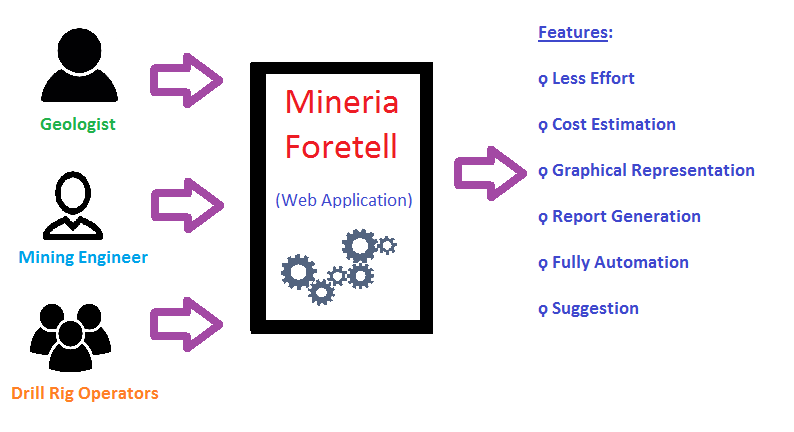 Geologist
Mining Engineer
Drill Rig Operators
Mineria
Foretell
(Web Application)
Features:
ϙ Less Effort
ϙ Cost Estimation
ϙ Graphical Representation
ϙ Report Generation
ϙ Fully Automation
ϙ Suggestion